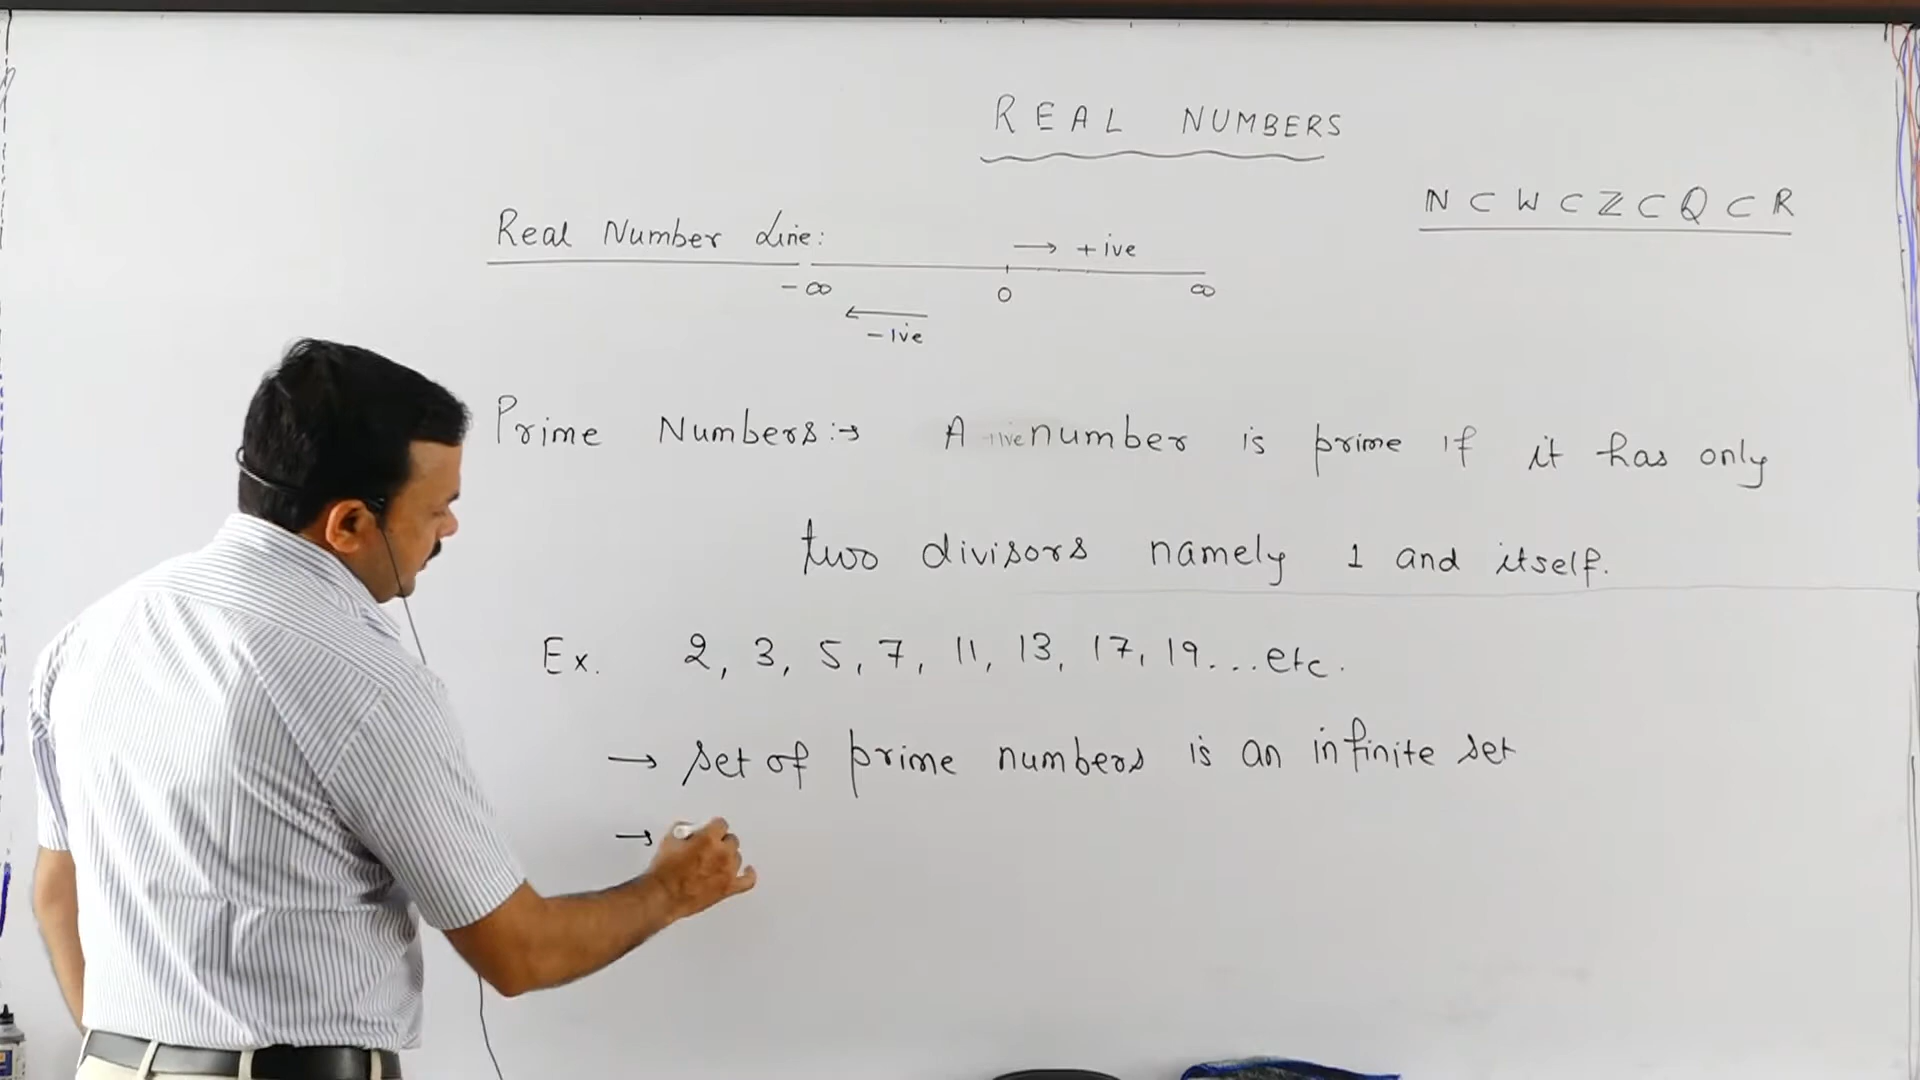 REAL NUMBERS
N ⊂ W ⊂ Z ⊂ Q ⊂ R
Real Number Line:
→ +ive
- ∞ 0 ∞
←
- ive
Prime Numbers:→ A number is prime if it has only
two divisors namely 1 and itself.
Ex. 2, 3, 5, 7, 11, 13, 17, 19...etc.
→ set of prime numbers is an infinite set
→